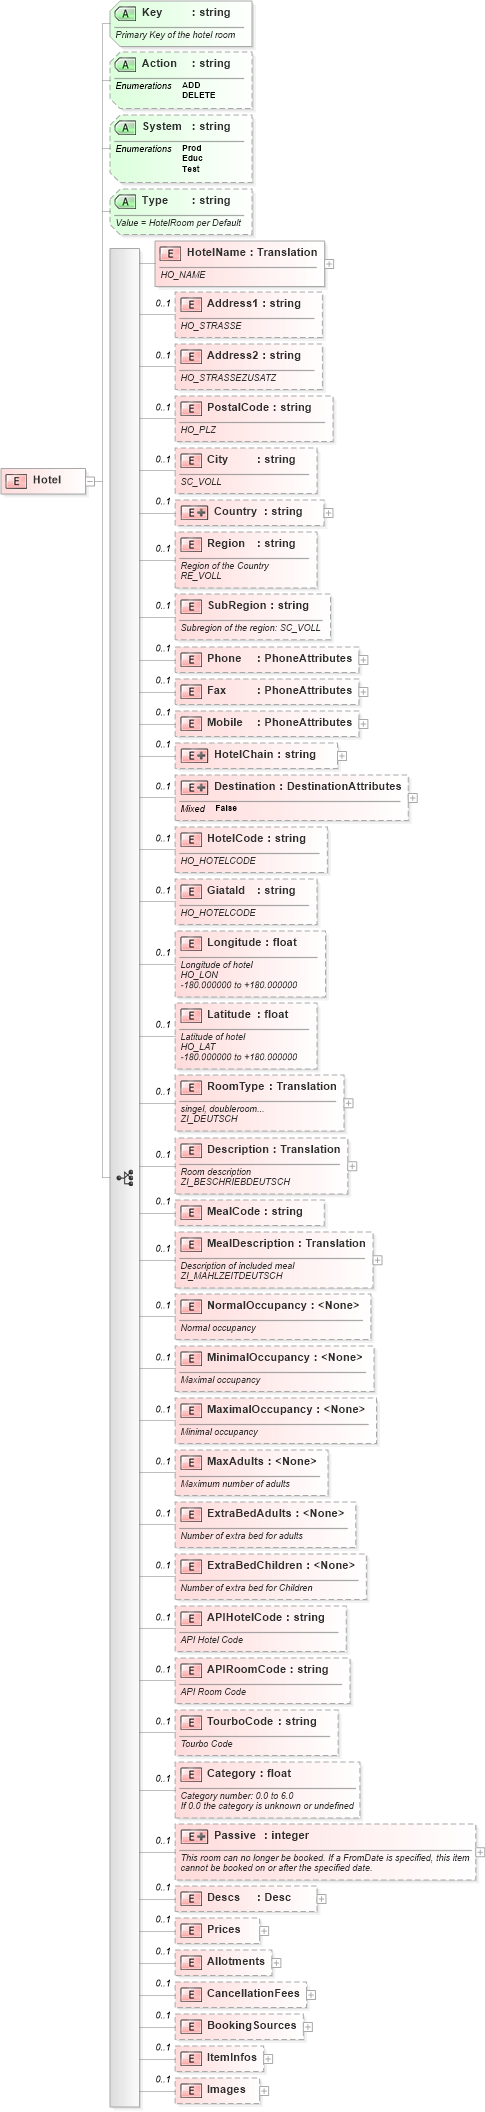 A Key : string
Primary Key of the hotel room
A Action : string
Enumerations ADD
DELETE
A System : string
Enumerations Prod
Educ
Test
A Type : string
Value = HotelRoom per Default
E HotelName : Translation
HO_NAME
0..1 E Address1 : string
HO_STRASSE
0..1 E Address2 : string
HO_STRASSEZUSATZ
0..1 E PostalCode : string
HO_PLZ
E Hotel
0..1 E City : string
SC_VOLL
0..1 E Country : string
0..1 E Region : string
Region of the Country
RE_VOLL
0..1 E SubRegion : string
Subregion of the region: SC_VOLL
0..1 E Phone : PhoneAttributes
0..1 E Fax : PhoneAttributes
0..1 E Mobile : PhoneAttributes
0..1 E HotelChain : string
0..1 E Destination : DestinationAttributes
Mixed False
0..1 E HotelCode : string
HO_HOTELCODE
0..1 E GiataId : string
HO_HOTELCODE
0..1 E Longitude : float
Longitude of hotel
HO_LON
-180.000000 to +180.000000
0..1 E Latitude : float
Latitude of hotel
HO_LAT
-180.000000 to +180.000000
0..1 E RoomType : Translation
singel, doubleroom...
ZI_DEUTSCH
0..1 E Description : Translation
Room description
ZI_BESCHRIEBDEUTSCH
0..1 E MealCode : string
0..1 E MealDescription : Translation
Description of included meal
ZI_MAHLZEITDEUTSCH
0..1 E NormalOccupancy : <None>
Normal occupancy
0..1 E MinimalOccupancy : <None>
Maximal occupancy
0..1 E MaximalOccupancy : <None>
Minimal occupancy
0..1 E MaxAdults : <None>
Maximum number of adults
0..1 E ExtraBedAdults : <None>
Number of extra bed for adults
0..1 E ExtraBedChildren : <None>
Number of extra bed for Children
0..1 E APIHotelCode : string
API Hotel Code
0..1 E APIRoomCode : string
API Room Code
0..1 E TourboCode : string
Tourbo Code
0..1 E Category : float
Category number: 0.0 to 6.0
If 0.0 the category is unknown or undefined
0..1 E Passive : integer
This room can no longer be booked. If a FromDate is specified, this item
cannot be booked on or after the specified date.
0..1 E Descs : Desc
0..1 E Prices
0..1 E Allotments
0..1 E CancellationFees
0..1 E BookingSources
0..1 E ItemInfos
0..1 E Images